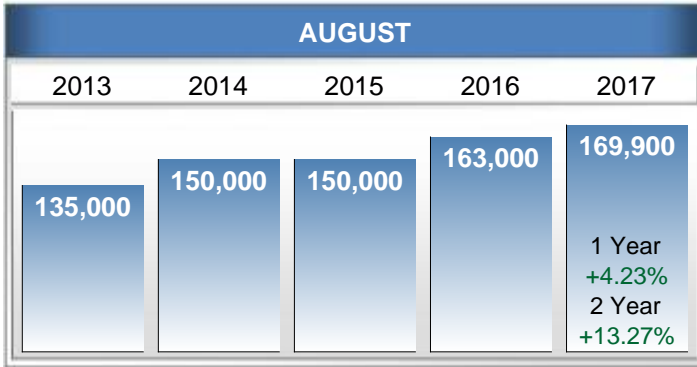 AUGUST
2013 2014 2015 2016 2017
135,000 150,000 150,000 163,000 169,900
1 Year
+4.23%
2 Year
+13.27%